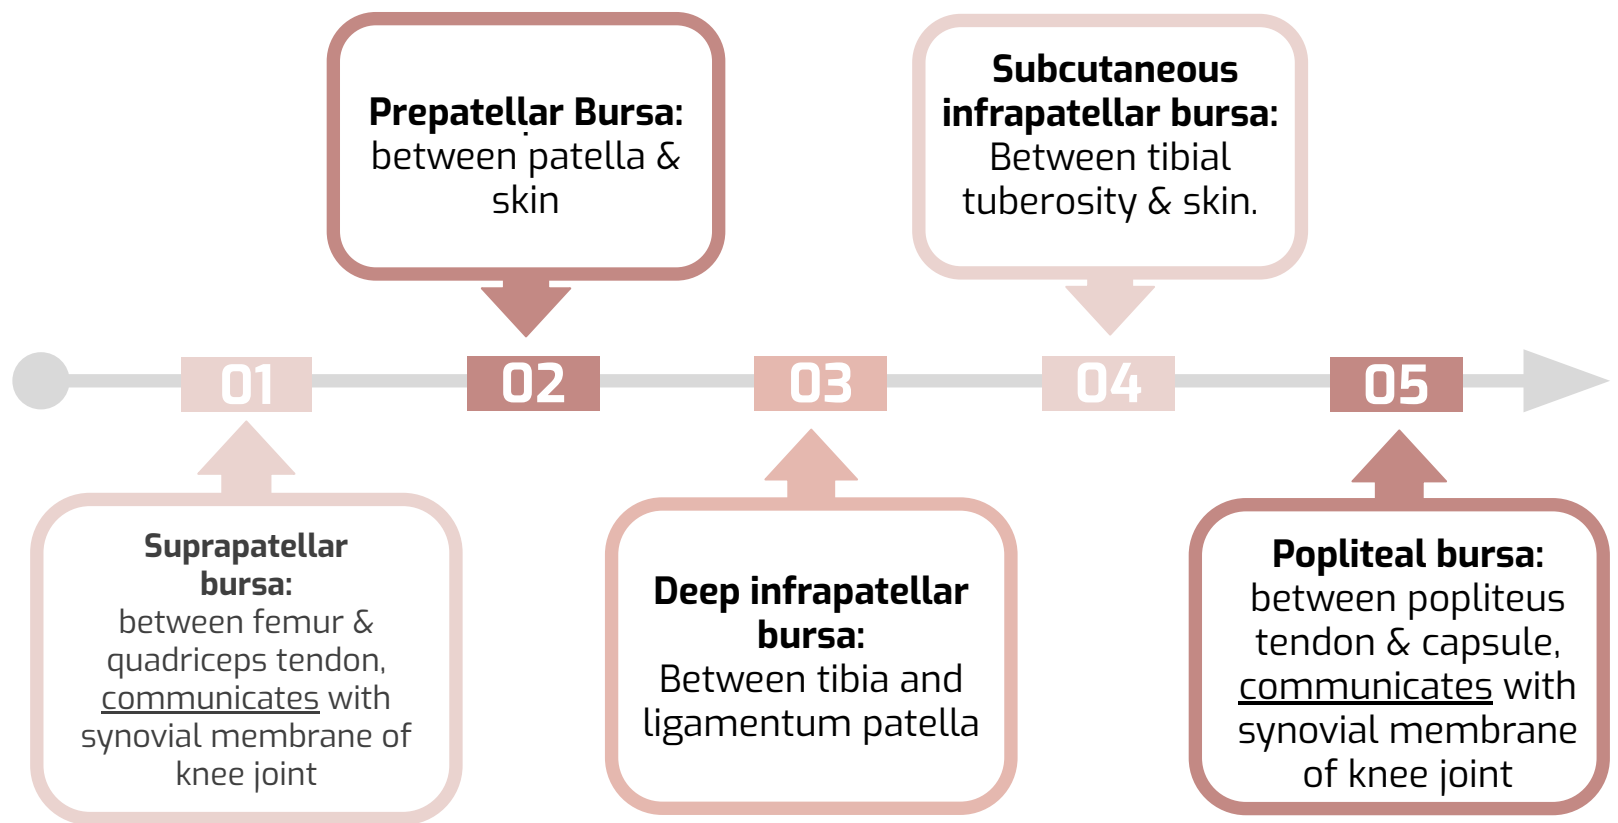 Prepatellar Bursa:
between patella &
skin
Subcutaneous
infrapatellar bursa:
Between tibial
tuberosity & skin.
01
02
03
04
05
Suprapatellar
bursa:
between femur &
quadriceps tendon,
communicates with
synovial membrane of
knee joint
Deep infrapatellar
bursa:
Between tibia and
ligamentum patella
Popliteal bursa:
between popliteus
tendon & capsule,
communicates with
synovial membrane
of knee joint